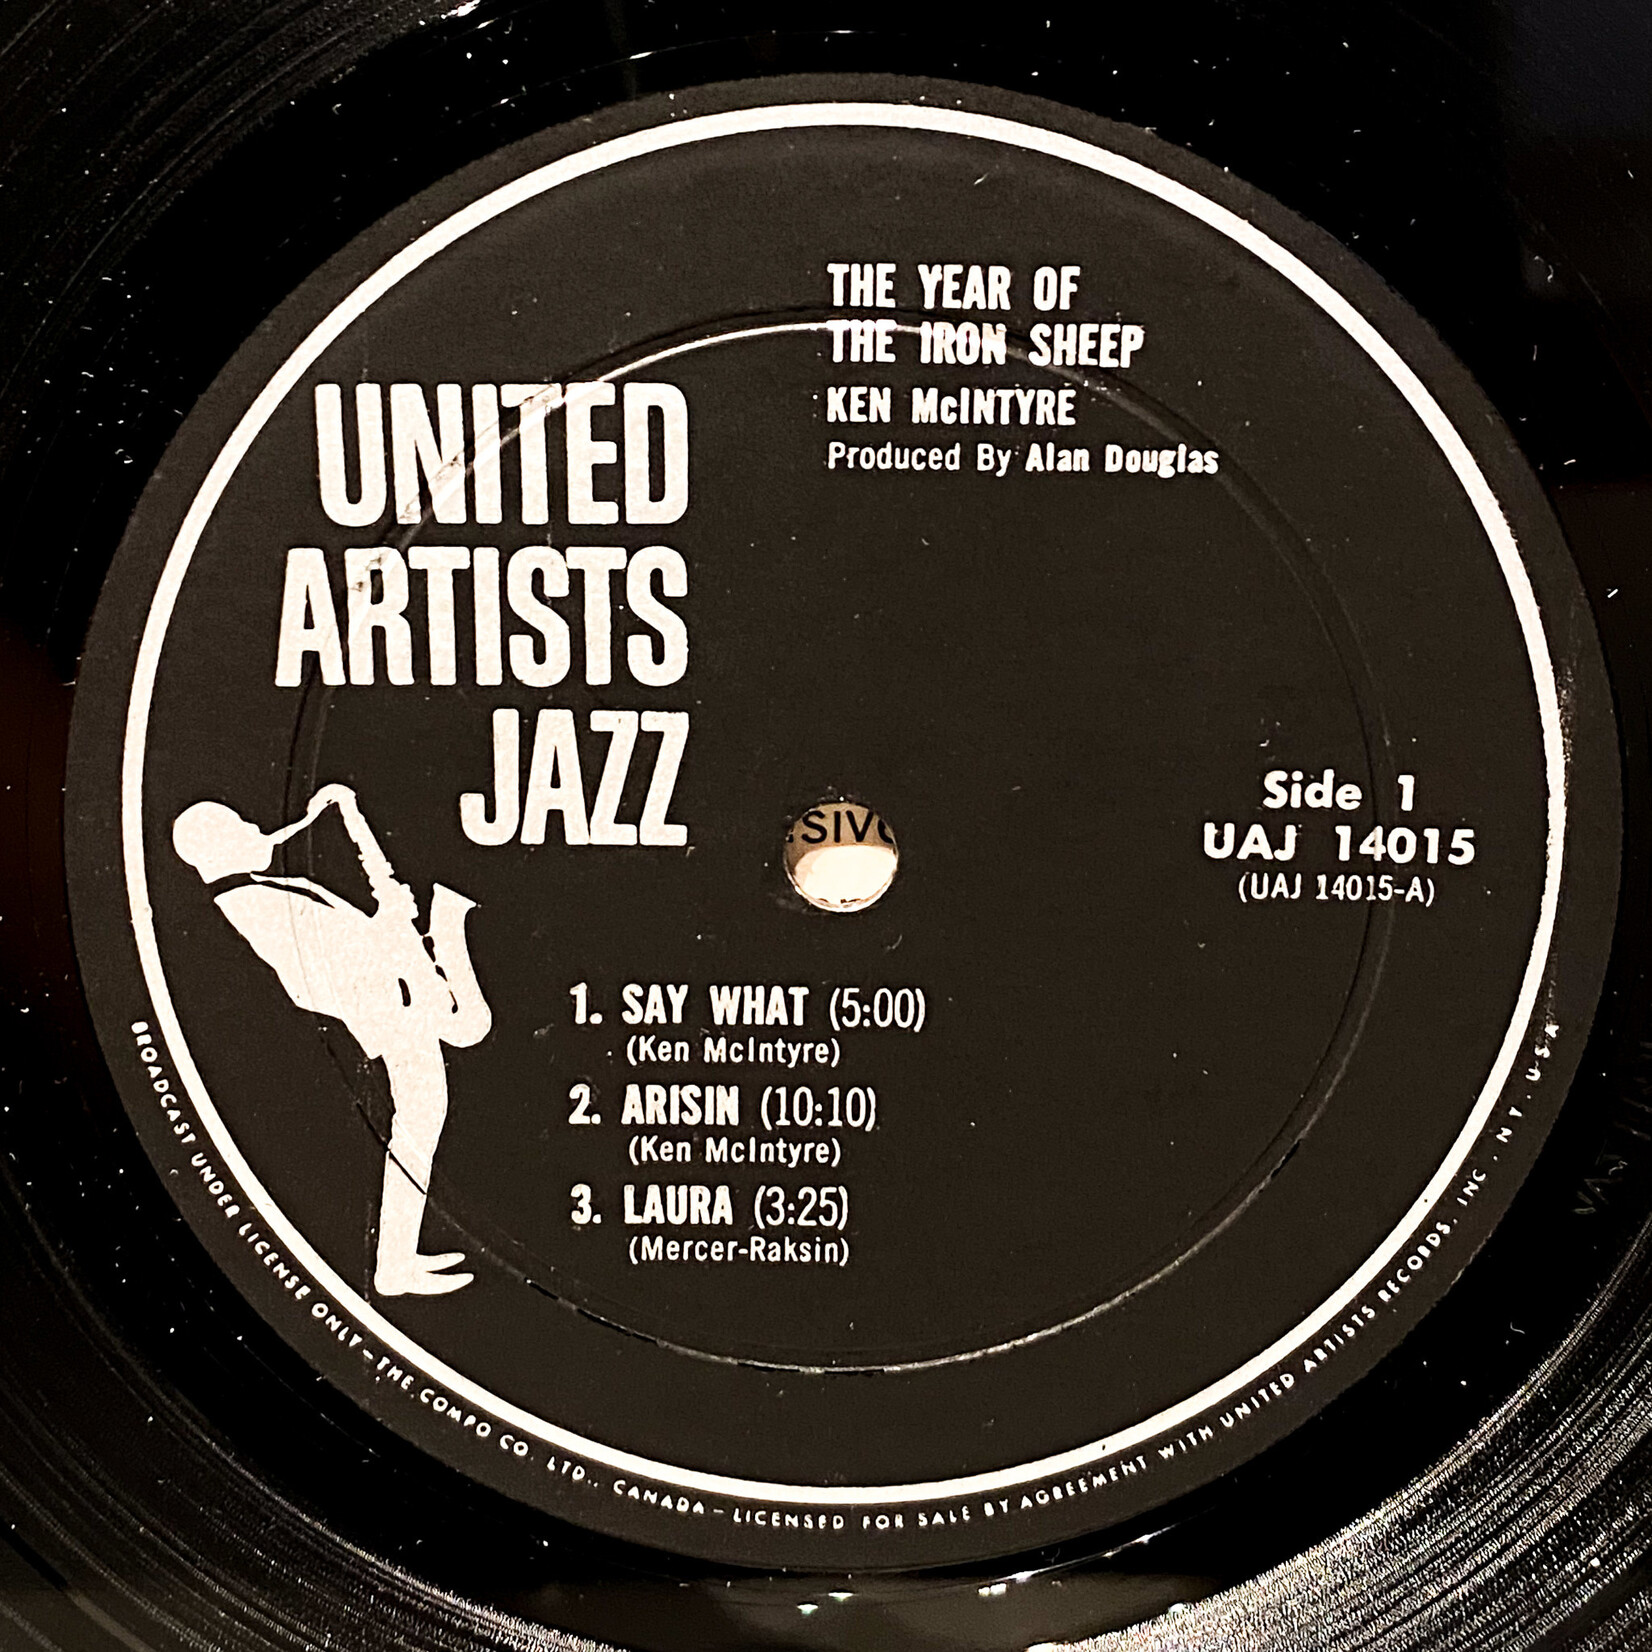 THE YEAR OF
THE IRON SHEEP
KEN McINTYRE
Produced By Alan Douglas
UNITED
ARTISTS
JAZZ
Side 1
UAJ 14015
(UAJ 14015-A)
1. SAY WHAT (5:00)
(Ken McIntyre)
2. ARISIN (10:10)
(Ken McIntyre)
3. LAURA (3:25)
(Mercer-Raksin)
BROADCAST UNDER LICENSE ONLY – THE COMPO CO. LTD., CANADA – LICENSED FOR SALE BY AGREEMENT WITH UNITED ARTISTS RECORDS, INC., N.Y., U.S.A.